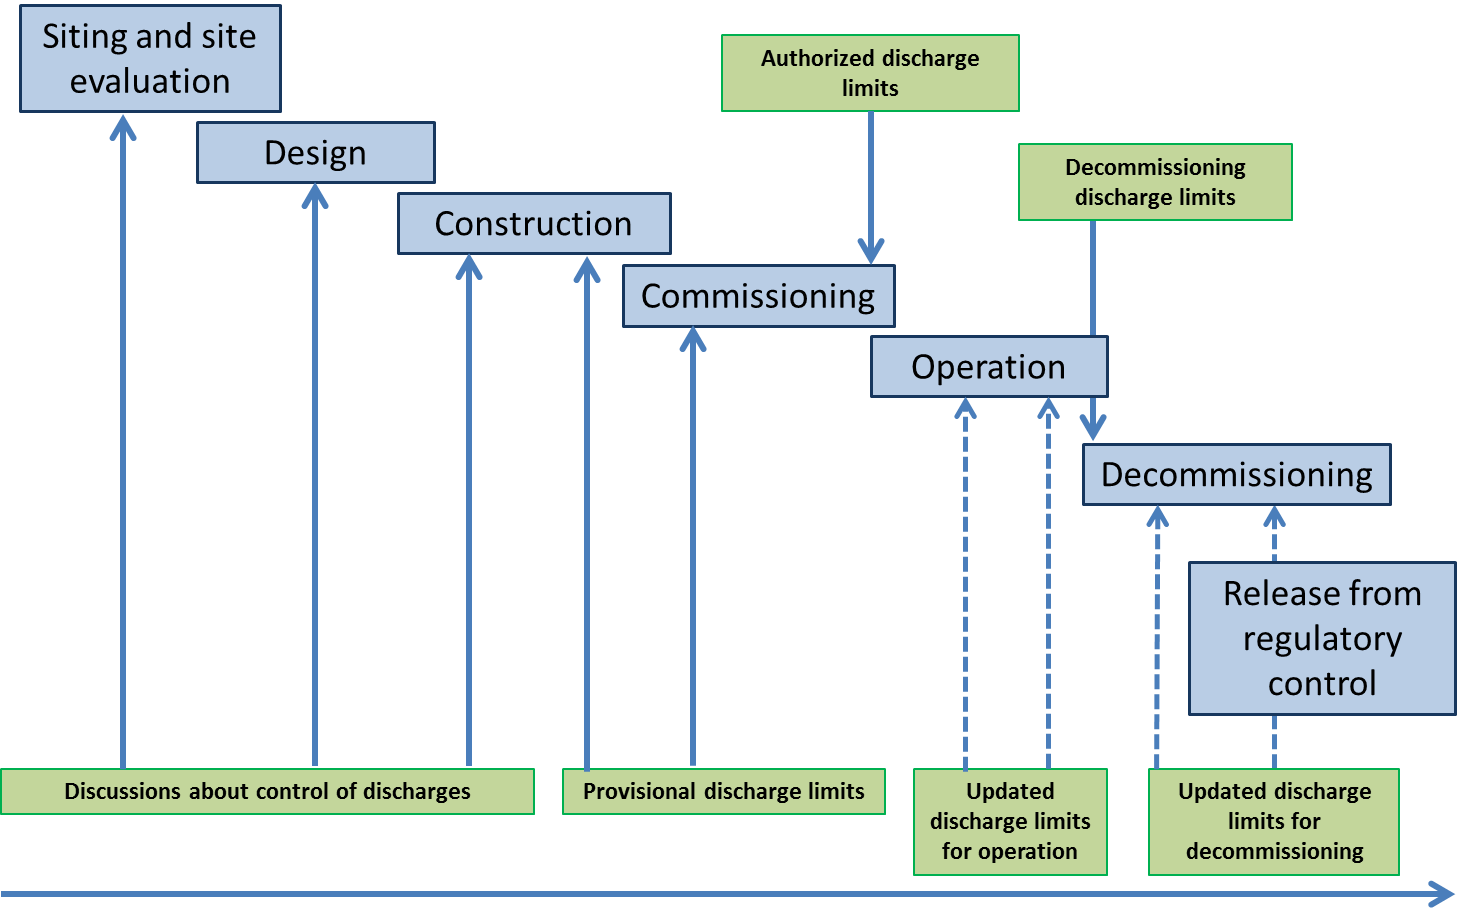 Siting and site
evaluation
Authorized discharge
limits
Design
Decommissioning
discharge limits
Construction
Commissioning
Operation
Decommissioning
Release from
regulatory
control
Discussions about control of discharges
Provisional discharge limits
Updated
discharge limits
for operation
Updated discharge
limits for
decommissioning